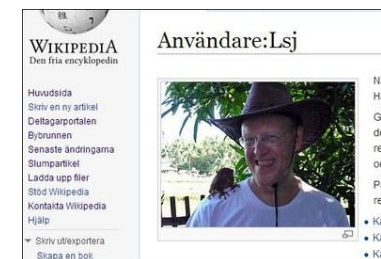 WIKIPEDIA
Den fria encyklopedin
Huvudsida
Skriv en ny artikel
Deltagarportalen
Bybrunnen
Senaste ändringarna
Slumpartikel
Ladda upp filer
Stöd Wikipedia
Kontakta Wikipedia
Hjälp
Skriv ut/exportera
Skapa en bok
Användare:Lsj